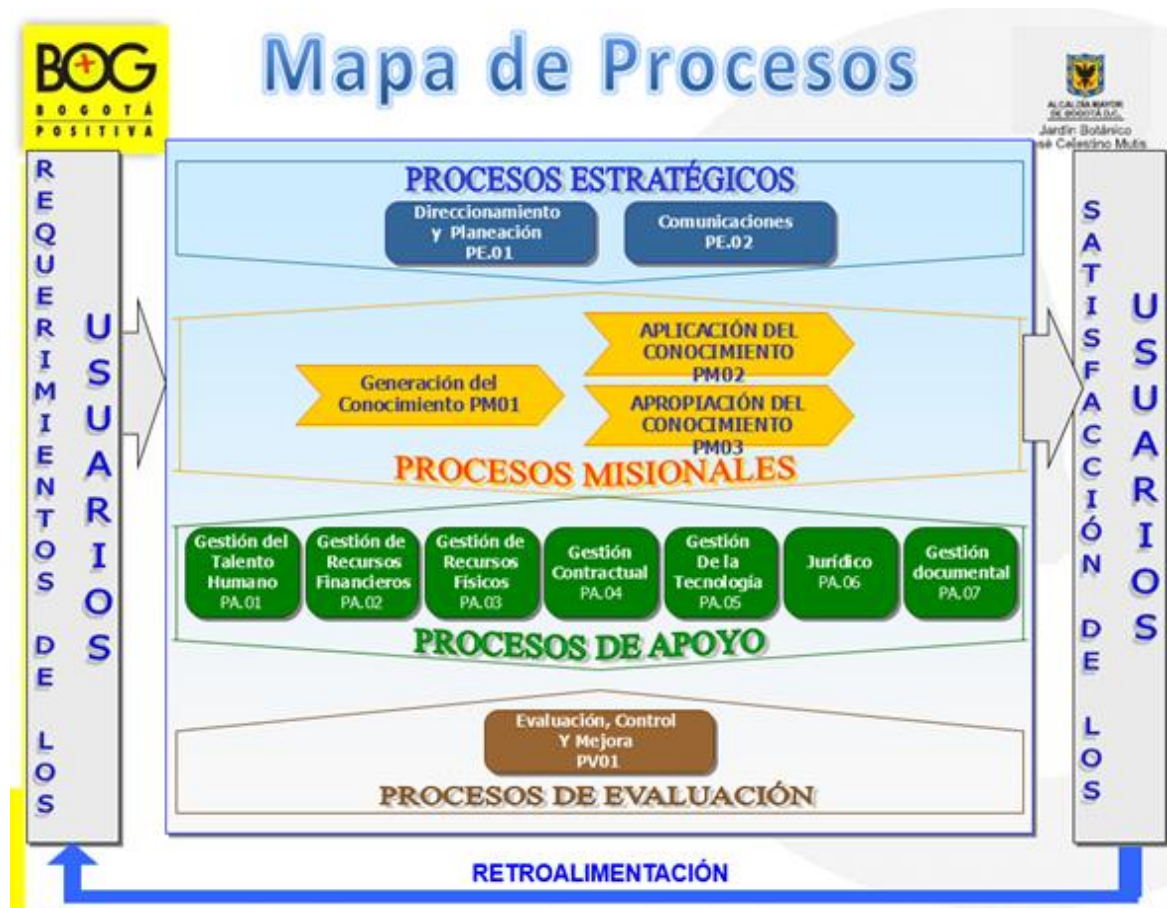 BOG
BOGOTÁ
POSITIVA
Mapa de Procesos
ALCALDÍA MAYOR
DE BOGOTÁ D.C.
Jardín Botánico
José Celestino Mutis
REQUERIMIENTOS DE LOS
USUARIOS
PROCESOS ESTRATÉGICOS
Direccionamiento
y Planeación
PE.01
Comunicaciones
PE.02
Generación del
Conocimiento PM01
APLICACIÓN DEL
CONOCIMIENTO
PM02
APROPIACIÓN DEL
CONOCIMIENTO
PM03
PROCESOS MISIONALES
Gestión del
Talento
Humano
PA.01
Gestión de
Recursos
Financieros
PA.02
Gestión de
Recursos
Físicos
PA.03
Gestión
Contractual
PA.04
Gestión
De la
Tecnología
PA.05
Jurídico
PA.06
Gestión
documental
PA.07
PROCESOS DE APOYO
Evaluación, Control
Y Mejora
PV01
PROCESOS DE EVALUACIÓN
SATISFACCIÓN DE LOS
USUARIOS
RETROALIMENTACIÓN